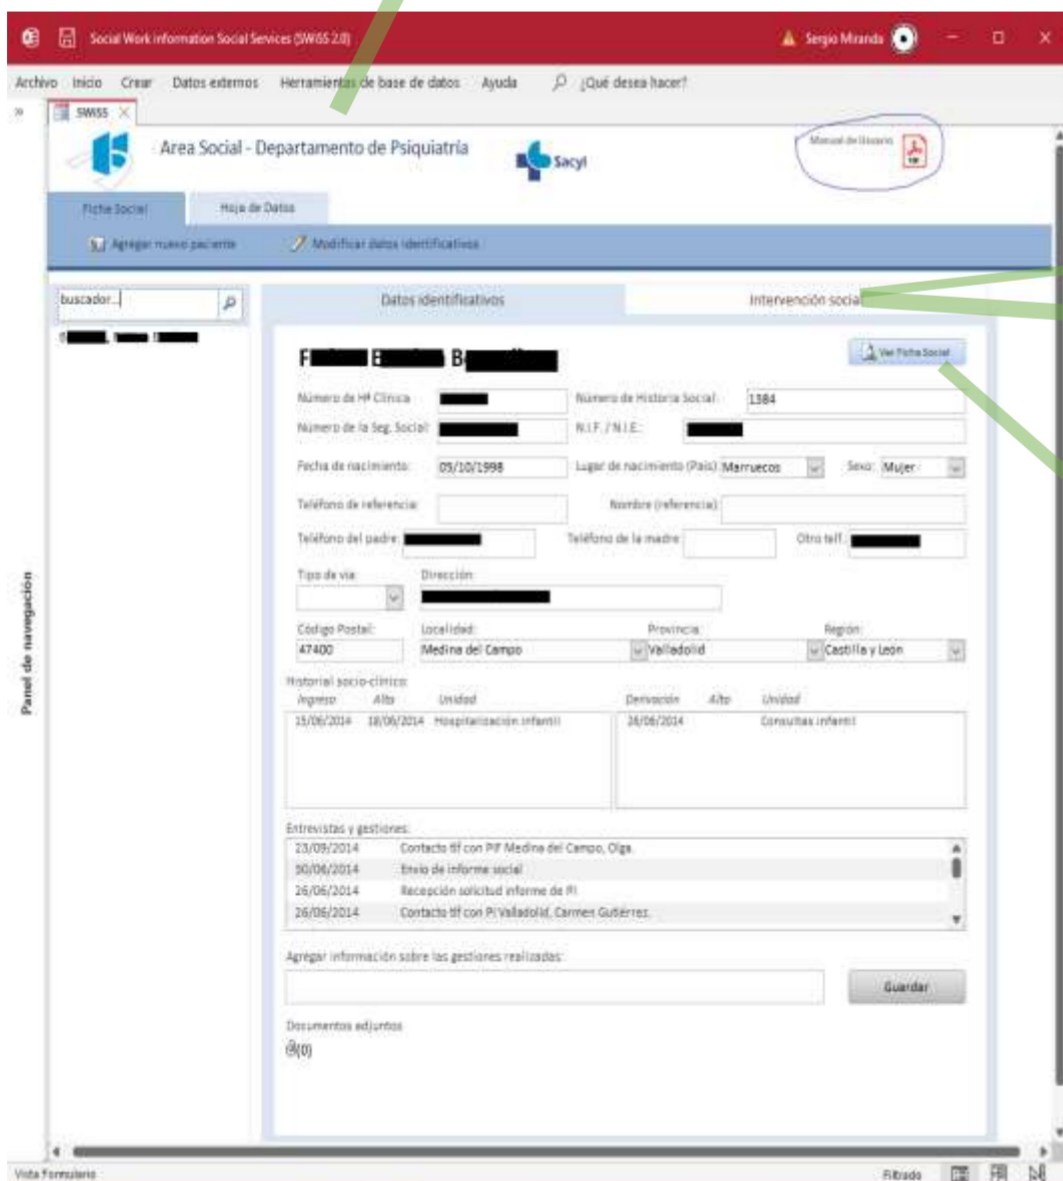 Social Work information Social Services (SWiSS 2.0) Sergio Miranda
Archivo Inicio Crear Datos externos Herramientas de base de datos Ayuda ¿Qué desea hacer?
SWiSS
Area Social - Departamento de Psiquiatría Sacyl Manual de Usuario
Ficha Social Hoja de Datos
Agregar nuevo paciente Modificar datos identificativos
buscador... Datos identificativos Intervención social
F E B Ver Ficha Social
Número de Hª Clínica Número de Historia Social: 1384
Número de la Seg. Social: N.I.F. / N.I.E.:
Fecha de nacimiento: 05/10/1998 Lugar de nacimiento (País) Marruecos Sexo: Mujer
Teléfono de referencia: Nombre (referencia)
Teléfono del padre: Teléfono de la madre Otro telf.:
Tipo de vía Dirección
Código Postal: Localidad: Provincia: Región:
47400 Medina del Campo Valladolid Castilla y León
Historial socio-clínico:
Ingreso Alta Unidad Derivación Alta Unidad
15/06/2014 18/06/2014 Hospitalización infantil 26/06/2014 Consultas infantil
Entrevistas y gestiones:
23/09/2014 Contacto tlf con PIF Medina del Campo, Olga.
30/06/2014 Envío de informe social
26/06/2014 Recepción solicitud informe de PI
26/06/2014 Contacto tlf con PI Valladolid, Carmen Gutiérrez.
Agregar información sobre las gestiones realizadas:
Guardar
Documentos adjuntos
(0)
Panel de navegación
Vista Formulario Filtrado